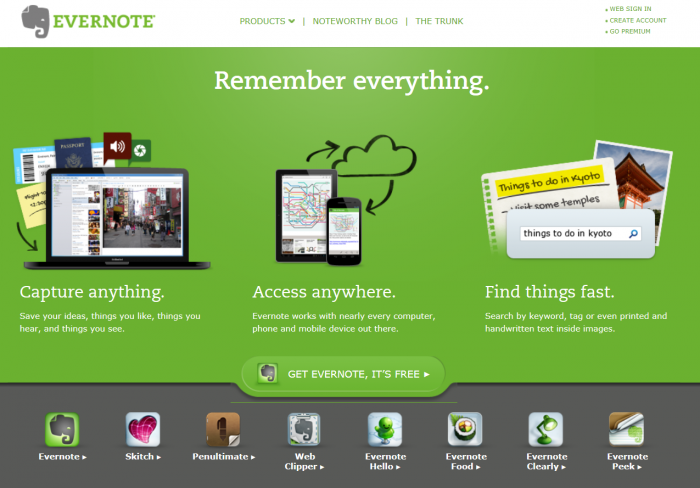 EVERNOTE
PRODUCTS | NOTEWORTHY BLOG | THE TRUNK
WEB SIGN IN
CREATE ACCOUNT
GO PREMIUM
Remember everything.
PASSPORT
Things to do in Kyoto
visit some temples
things to do in kyoto
Capture anything.
Save your ideas, things you like, things you
hear, and things you see.
Access anywhere.
Evernote works with nearly every computer,
phone and mobile device out there.
Find things fast.
Search by keyword, tag or even printed and
handwritten text inside images.
GET EVERNOTE, IT'S FREE ▸
Evernote ▸
Skitch ▸
Penultimate ▸
Web
Clipper ▸
Evernote
Hello ▸
Evernote
Food ▸
Evernote
Clearly ▸
Evernote
Peek ▸